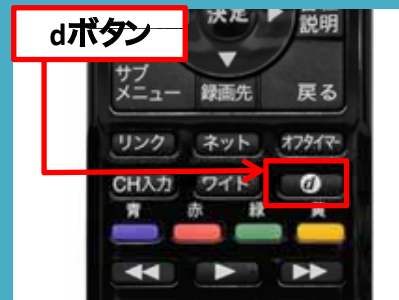 dボタン
決定
説明
サブ
メニュー
録画先
戻る
リンク
ネット
オフタイマー
CH入力
ワイド
d
青
赤
緑
黄